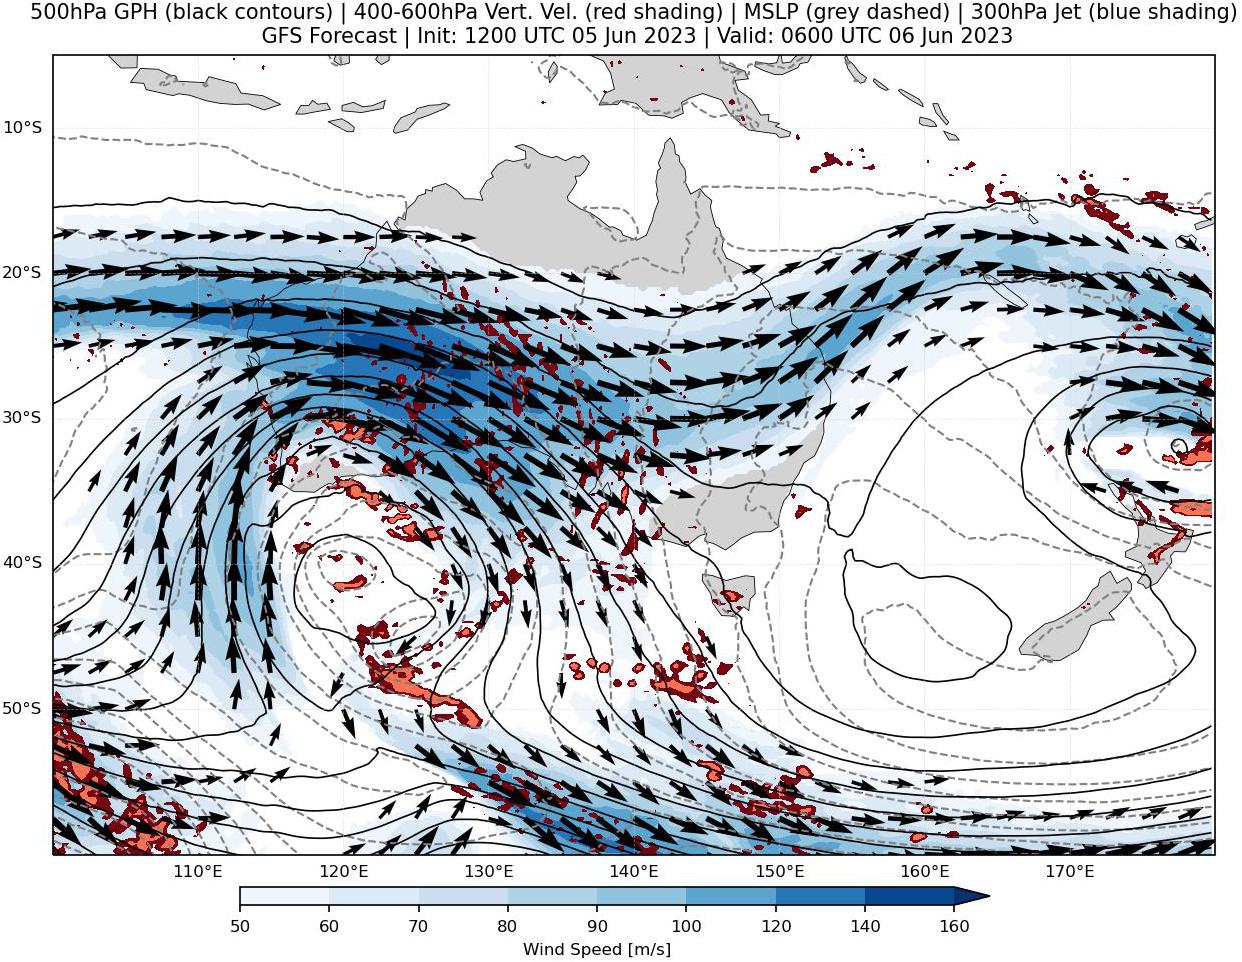 500hPa GPH (black contours) | 400-600hPa Vert. Vel. (red shading) | MSLP (grey dashed) | 300hPa Jet (blue shading)
GFS Forecast | Init: 1200 UTC 05 Jun 2023 | Valid: 0600 UTC 06 Jun 2023
10°S
20°S
30°S
40°S
50°S
110°E 120°E 130°E 140°E 150°E 160°E 170°E
50 60 70 80 90 100 120 140 160
Wind Speed [m/s]